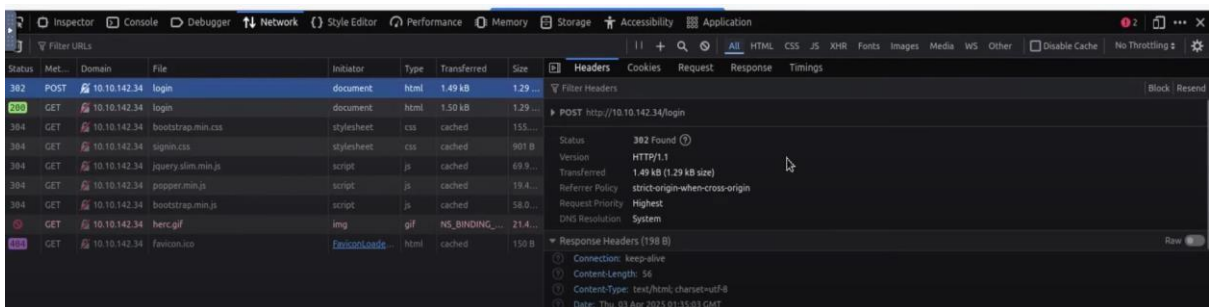 Inspector Console Debugger Network Style Editor Performance Memory Storage Accessibility Application 2
Filter URLs All HTML CSS JS XHR Fonts Images Media WS Other Disable Cache No Throttling
Status Met... Domain File Initiator Type Transferred Size Headers Cookies Request Response Timings
302 POST 10.10.142.34 login document html 1.49 kB 1.29 ...
Filter Headers Block Resend
200 GET 10.10.142.34 login document html 1.50 kB 1.29 ...
POST http://10.10.142.34/login
304 GET 10.10.142.34 bootstrap.min.css stylesheet css cached 155....
304 GET 10.10.142.34 signin.css stylesheet css cached 901 B
Status 302 Found
304 GET 10.10.142.34 jquery.slim.min.js script js cached 69.9...
Version HTTP/1.1
304 GET 10.10.142.34 popper.min.js script js cached 19.4...
Transferred 1.49 kB (1.29 kB size)
Referrer Policy strict-origin-when-cross-origin
304 GET 10.10.142.34 bootstrap.min.js script js cached 58.0...
Request Priority Highest
GET 10.10.142.34 herc.gif img gif NS_BINDING_... 21.4...
DNS Resolution System
404 GET 10.10.142.34 favicon.ico FaviconLoade... html cached 150 B
Response Headers (198 B) Raw
Connection: keep-alive
Content-Length: 56
Content-Type: text/html; charset=utf-8
Date: Thu, 03 Apr 2025 01:35:03 GMT